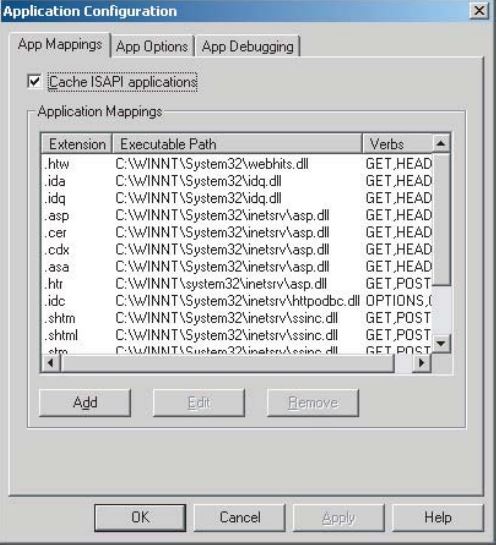 Application Configuration
App Mappings App Options App Debugging
Cache ISAPI applications
Application Mappings
Extension Executable Path Verbs
.htw C:\WINNT\System32\webhits.dll GET,HEAD
.ida C:\WINNT\System32\idq.dll GET,HEAD
.idq C:\WINNT\System32\idq.dll GET,HEAD
.asp C:\WINNT\System32\inetsrv\asp.dll GET,HEAD
.cer C:\WINNT\System32\inetsrv\asp.dll GET,HEAD
.cdx C:\WINNT\System32\inetsrv\asp.dll GET,HEAD
.asa C:\WINNT\System32\inetsrv\asp.dll GET,HEAD
.htr C:\WINNT\system32\inetsrv\asp.dll GET,POST
.idc C:\WINNT\System32\inetsrv\httpodbc.dll OPTIONS,
.shtm C:\WINNT\System32\inetsrv\ssinc.dll GET,POST
.shtml C:\WINNT\System32\inetsrv\ssinc.dll GET,POST
.stm C:\WINNT\System32\inetsrv\ssinc.dll GET,POST
Add Edit Remove
OK Cancel Apply Help